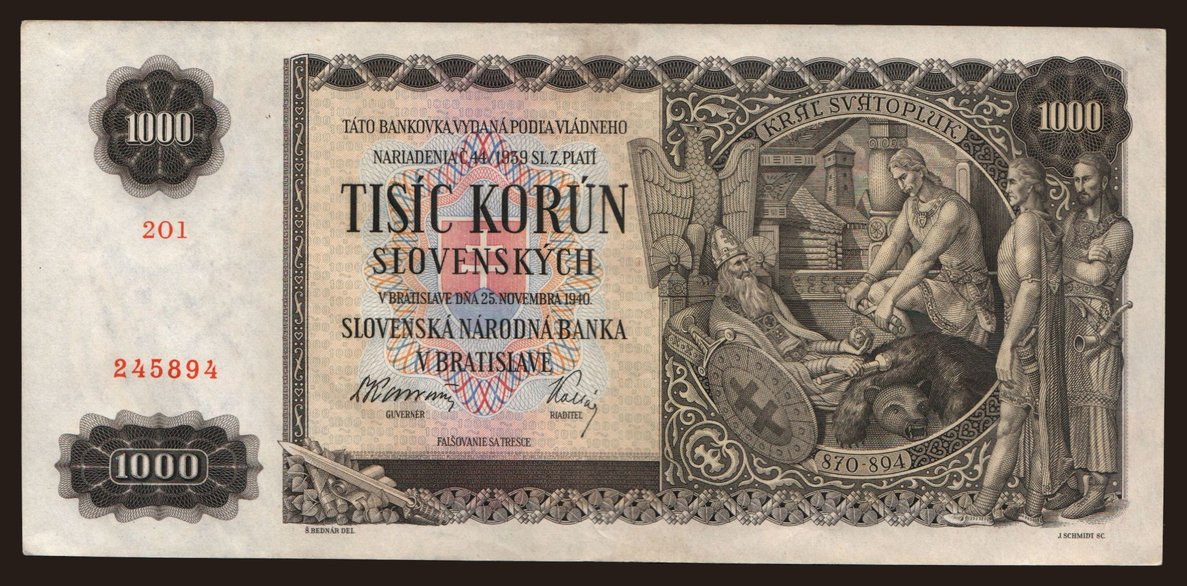 1000
TÁTO BANKOVKA VYDANÁ PODĽA VLÁDNEHO
NARIADENIA Č. 44/1939 SL. Z. PLATÍ
TISÍC KORÚN
SLOVENSKÝCH
V BRATISLAVE DŇA 25. NOVEMBRA 1940.
SLOVENSKÁ NÁRODNÁ BANKA
V BRATISLAVE
GUVERNÉR
RIADITEĽ
FALŠOVANIE SA TRESCE
201
245894
1000
KRÁĽ SVÄTOPLUK
1000
870-894
Š. BEDNÁR DEL.
J. SCHMIDT SC.